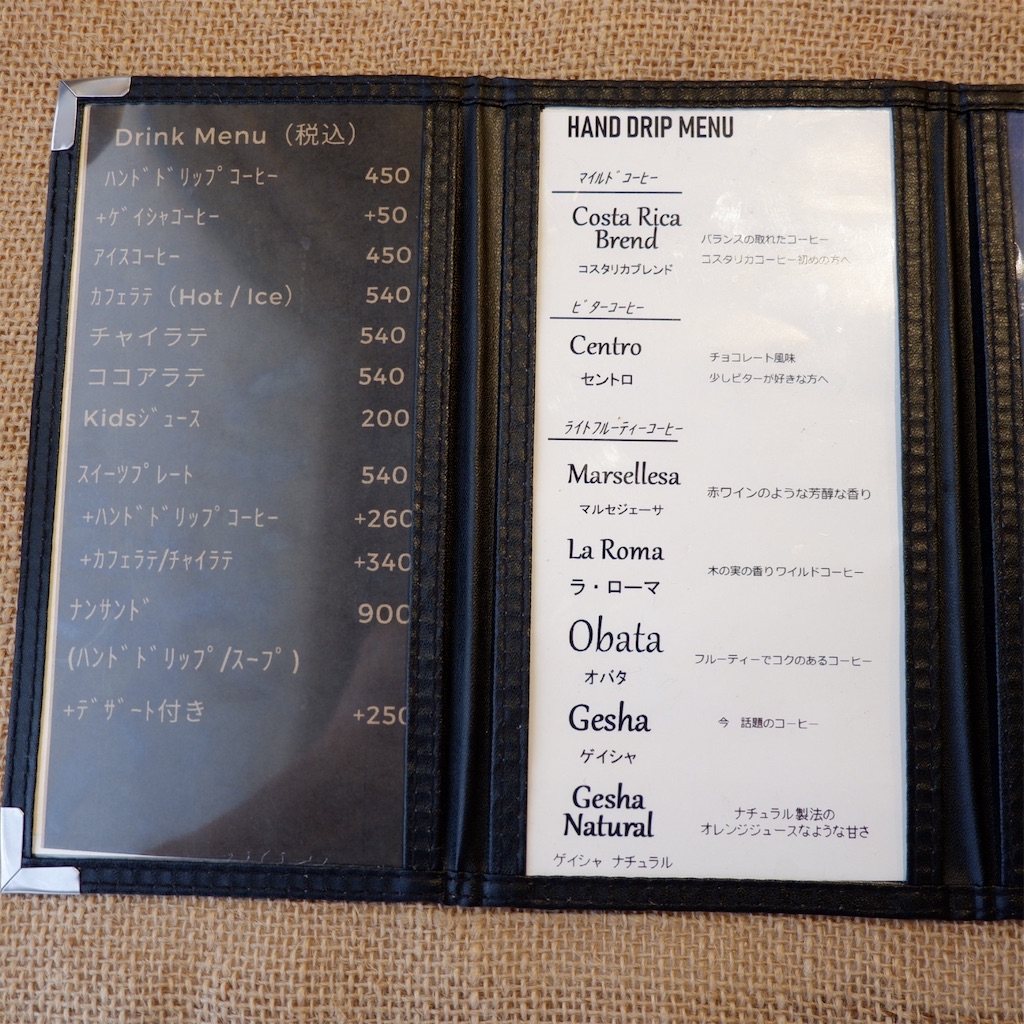 Drink Menu（税込）
ﾊﾝﾄﾞﾄﾞﾘｯﾌﾟｺｰﾋｰ 450
+ｹﾞｲｼｬｺｰﾋｰ +50
ｱｲｽｺｰﾋｰ 450
ｶﾌｪﾗﾃ（Hot / Ice） 540
チャイラテ 540
ココアラテ 540
Kidsｼﾞｭｰｽ 200
ｽｲｰﾂﾌﾟﾚｰﾄ 540
+ﾊﾝﾄﾞﾄﾞﾘｯﾌﾟｺｰﾋｰ +260
+ｶﾌｪﾗﾃ/ﾁｬｲﾗﾃ +340
ﾅﾝｻﾝﾄﾞ 900
(ﾊﾝﾄﾞﾄﾞﾘｯﾌﾟ/ｽｰﾌﾟ)
+ﾃﾞｻﾞｰﾄ付き +250
HAND DRIP MENU
ﾏｲﾙﾄﾞｺｰﾋｰ
Costa Rica
Brend
コスタリカブレンド
バランスの取れたコーヒー
コスタリカコーヒー初めの方へ
ﾋﾞﾀｰｺｰﾋｰ
Centro
セントロ
チョコレート風味
少しビターが好きな方へ
ﾗｲﾄﾌﾙｰﾃｨｰｺｰﾋｰ
Marsellesa
マルセジェーサ
赤ワインのような芳醇な香り
La Roma
ラ・ローマ
木の実の香りワイルドコーヒー
Obata
オバタ
フルーティーでコクのあるコーヒー
Gesha
ゲイシャ
今 話題のコーヒー
Gesha
Natural
ゲイシャ ナチュラル
ナチュラル製法の
オレンジジュースなような甘さ